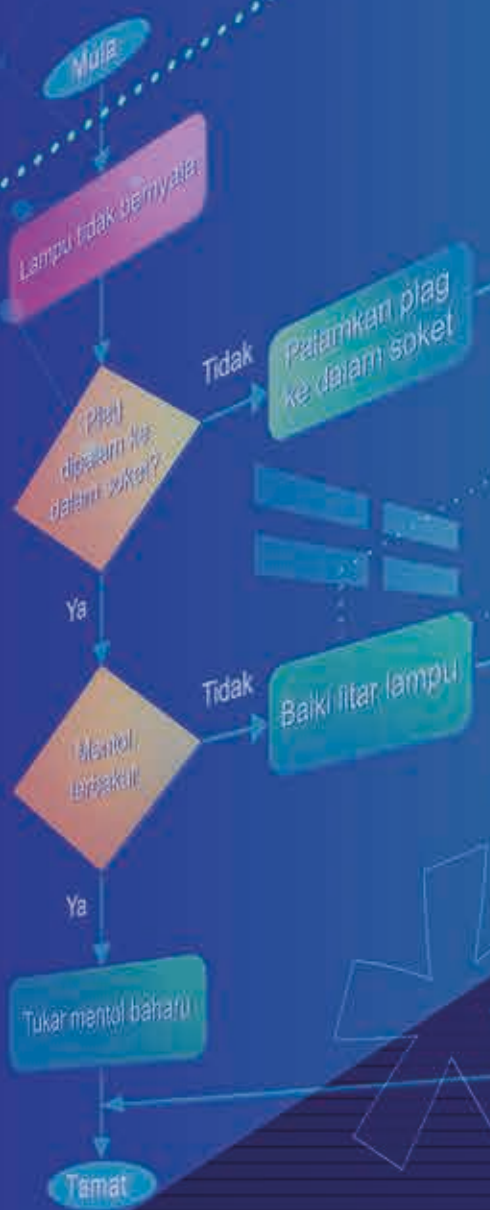 Mula
Lampu tidak bernyala
Plag
dipalam ke
dalam soket?
Tidak
Palamkan plag
ke dalam soket
Ya
Mentol
terbakar
Tidak
Baiki litar lampu
Ya
Tukar mentol baharu
Tamat